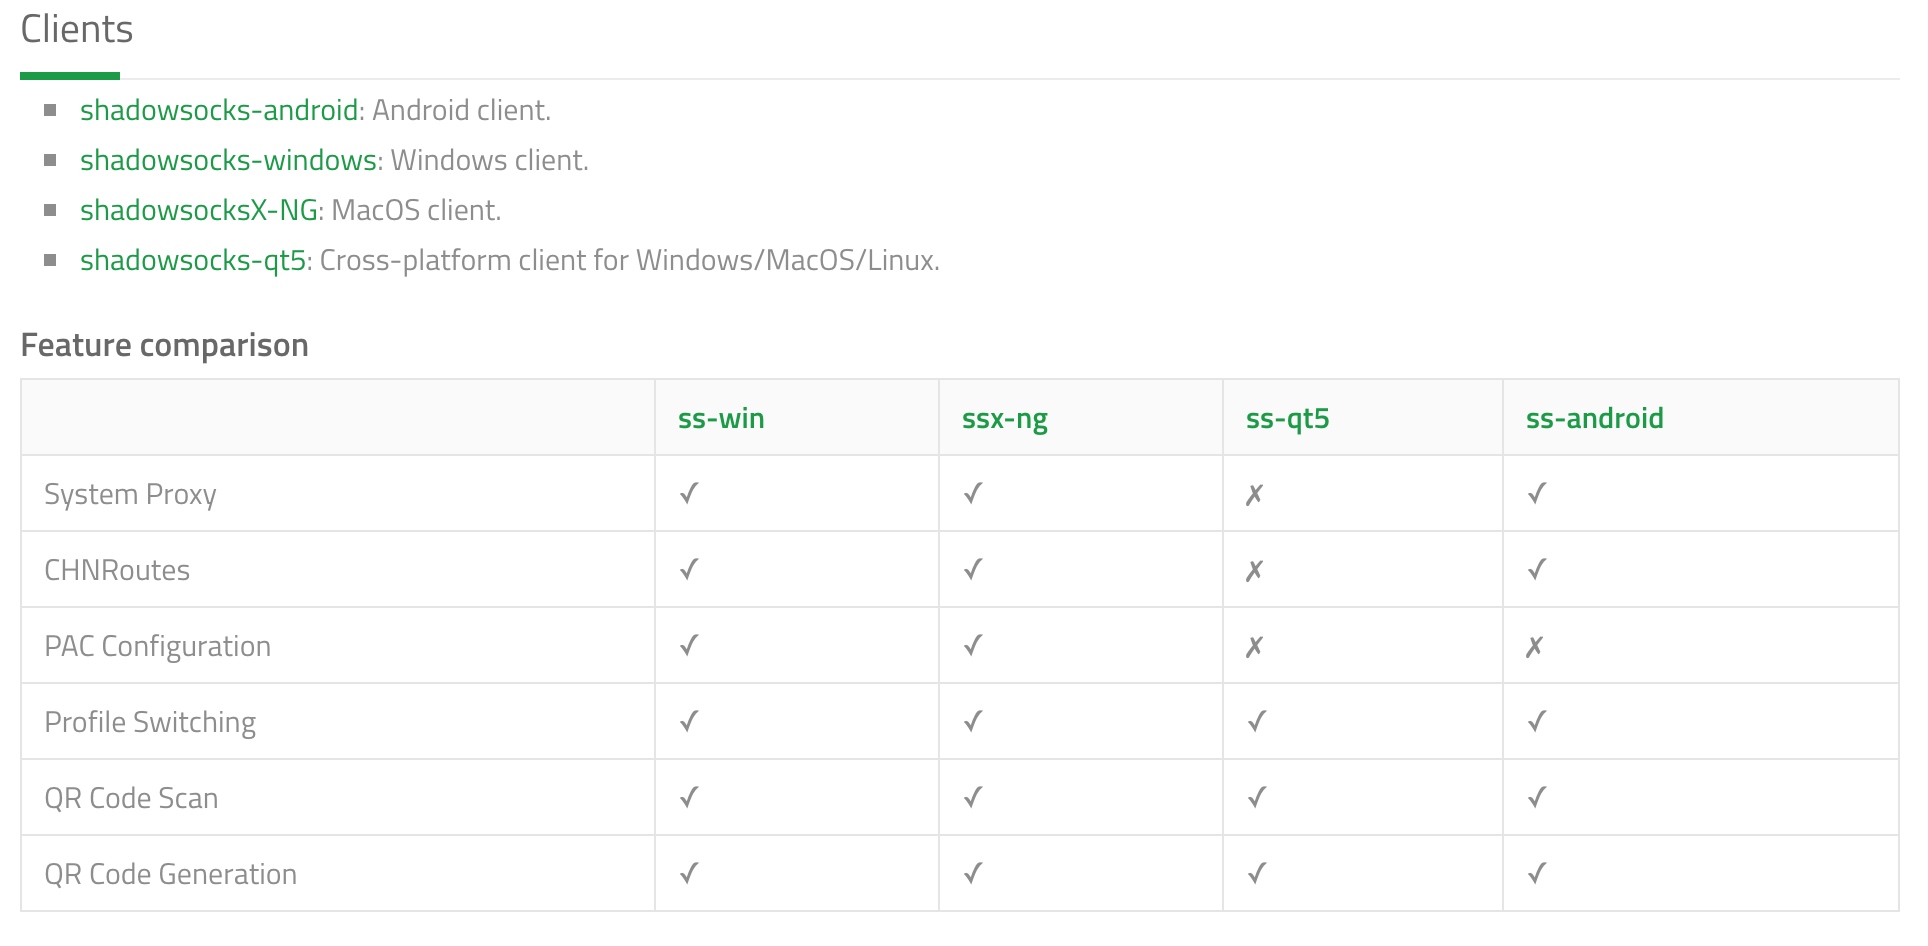 Clients
shadowsocks-android: Android client.
shadowsocks-windows: Windows client.
shadowsocksX-NG: MacOS client.
shadowsocks-qt5: Cross-platform client for Windows/MacOS/Linux.
Feature comparison
ss-win ssx-ng ss-qt5 ss-android
System Proxy ✓ ✓ ✗ ✓
CHNRoutes ✓ ✓ ✗ ✓
PAC Configuration ✓ ✓ ✗ ✗
Profile Switching ✓ ✓ ✓ ✓
QR Code Scan ✓ ✓ ✓ ✓
QR Code Generation ✓ ✓ ✓ ✓